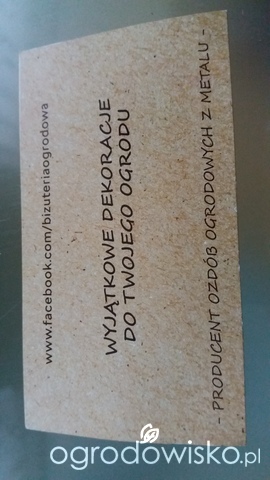 www.facebook.com/bizuteriaogrodowa
WYJĄTKOWE DEKORACJE
DO TWOJEGO OGRODU
- PRODUCENT OZDÓB OGRODOWYCH Z METALU -
ogrodowisko.pl